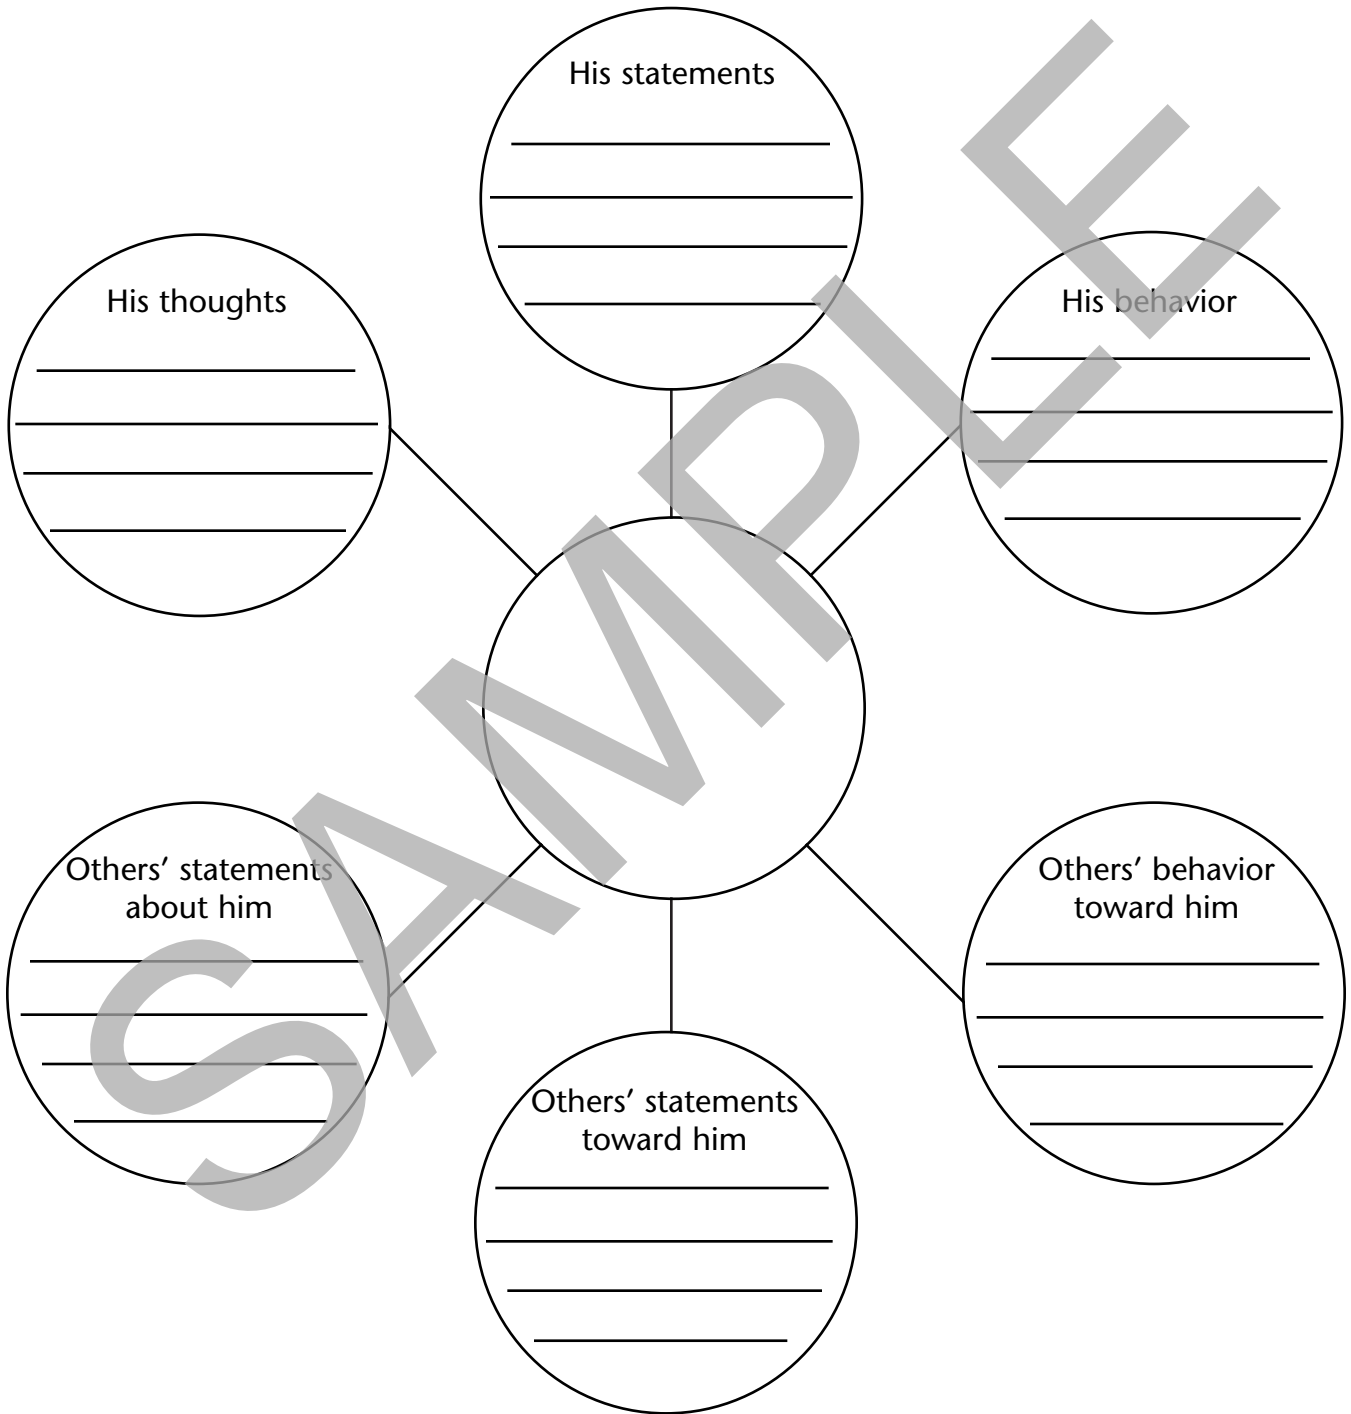 His statements
His thoughts
His behavior
Others' statements
about him
Others' behavior
toward him
Others' statements
toward him
SAMPLE